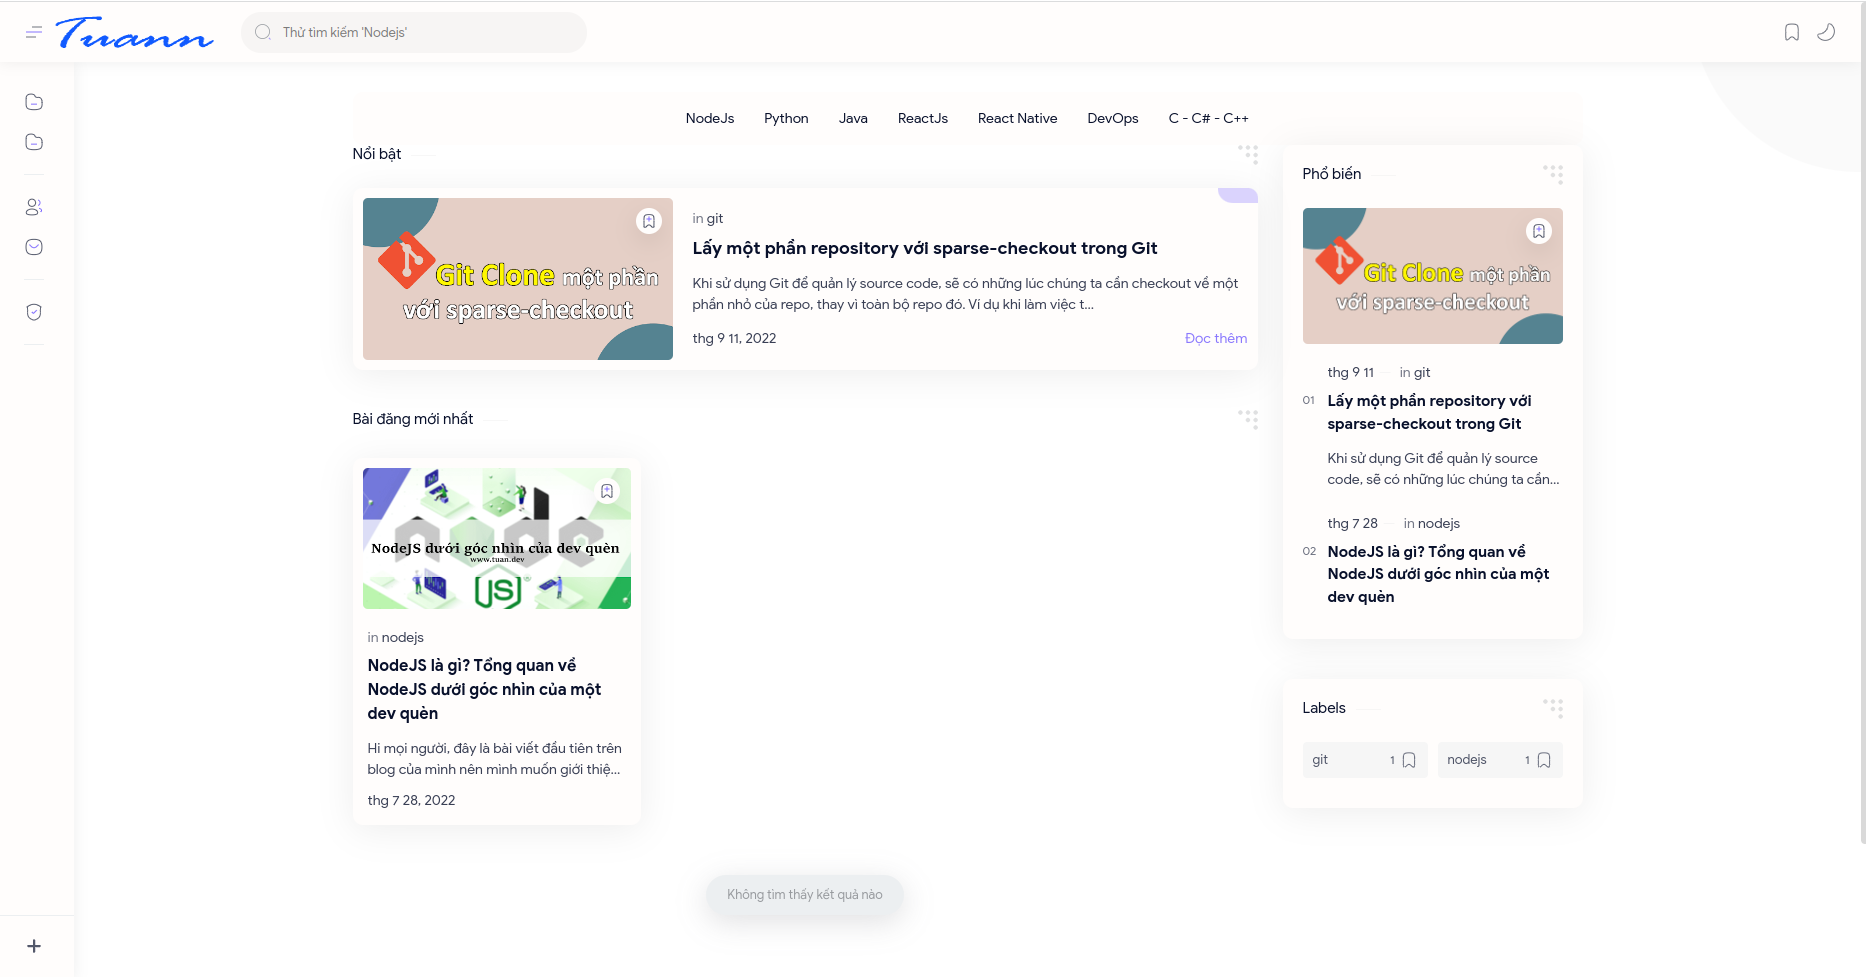 Tuann
Thử tìm kiếm 'Nodejs'
NodeJs Python Java ReactJs React Native DevOps C - C# - C++
Nổi bật
Git Clone một phần
với sparse-checkout
in git
Lấy một phần repository với sparse-checkout trong Git
Khi sử dụng Git để quản lý source code, sẽ có những lúc chúng ta cần checkout về một
phần nhỏ của repo, thay vì toàn bộ repo đó. Ví dụ khi làm việc t...
thg 9 11, 2022
Đọc thêm
Bài đăng mới nhất
NodeJS dưới góc nhìn của dev quèn
www.tuan.dev
in nodejs
NodeJS là gì? Tổng quan về
NodeJS dưới góc nhìn của một
dev quèn
Hi mọi người, đây là bài viết đầu tiên trên
blog của mình nên mình muốn giới thiệ...
thg 7 28, 2022
Không tìm thấy kết quả nào
Phổ biến
Git Clone một phần
với sparse-checkout
thg 9 11 in git
01 Lấy một phần repository với
sparse-checkout trong Git
Khi sử dụng Git để quản lý source
code, sẽ có những lúc chúng ta cần...
thg 7 28 in nodejs
02 NodeJS là gì? Tổng quan về
NodeJS dưới góc nhìn của một
dev quèn
Labels
git 1
nodejs 1